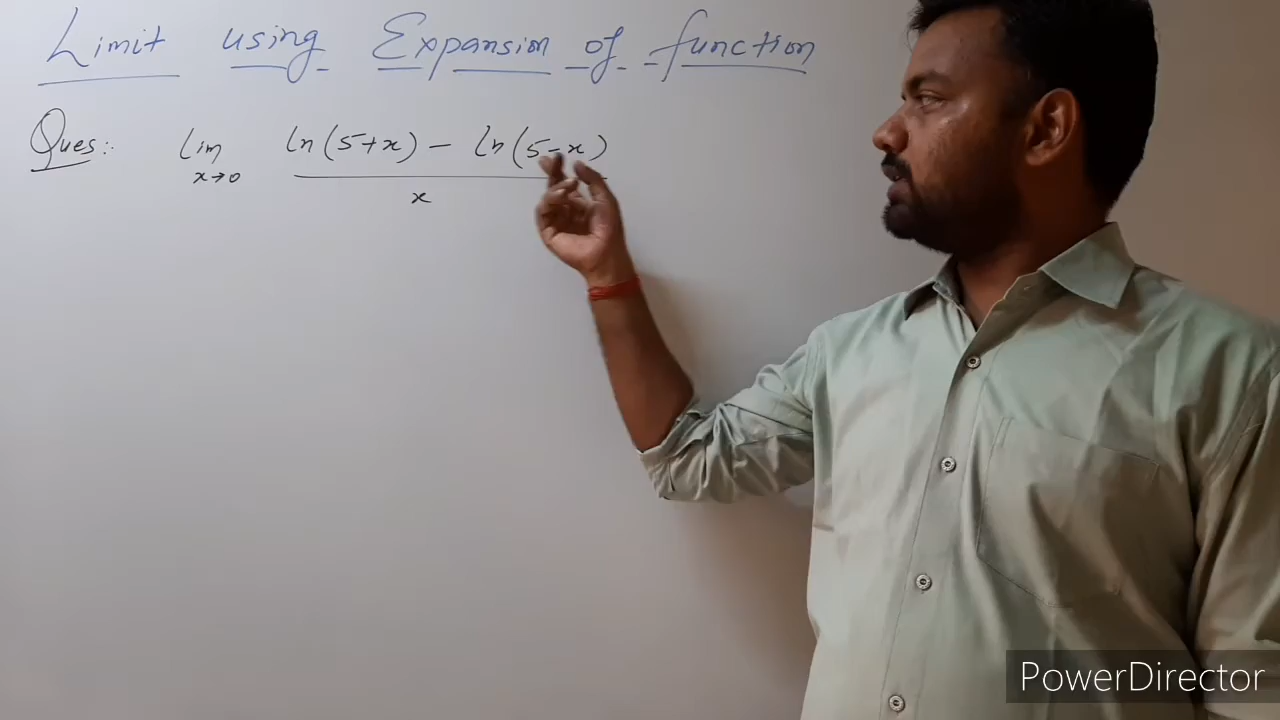 Limit using Expansion of function
Ques:- lim ln(5+x) - ln(5-x)
x→0
x
PowerDirector